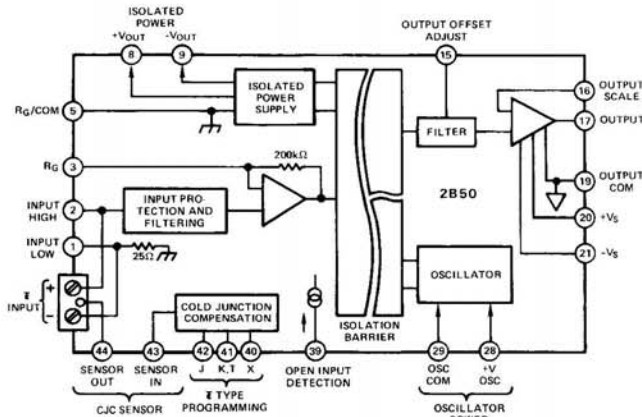 ISOLATED
POWER
+VOUT
-VOUT
8
9
OUTPUT OFFSET
ADJUST
15
16
OUTPUT
SCALE
ISOLATED
POWER
SUPPLY
RG/COM
5
17
OUTPUT
FILTER
200kΩ
RG
3
2B50
19
OUTPUT
COM
INPUT
HIGH
2
INPUT PRO-
TECTION AND
FILTERING
20
+VS
INPUT
LOW
1
25Ω
21
-VS
OSCILLATOR
INPUT
+
−
COLD JUNCTION
COMPENSATION
ISOLATION
BARRIER
44
43
42
41
40
39
29
28
SENSOR
OUT
SENSOR
IN
J
K,T
X
OPEN INPUT
DETECTION
OSC
COM
+V
OSC
CJC SENSOR
TYPE
PROGRAMMING
OSCILLATOR